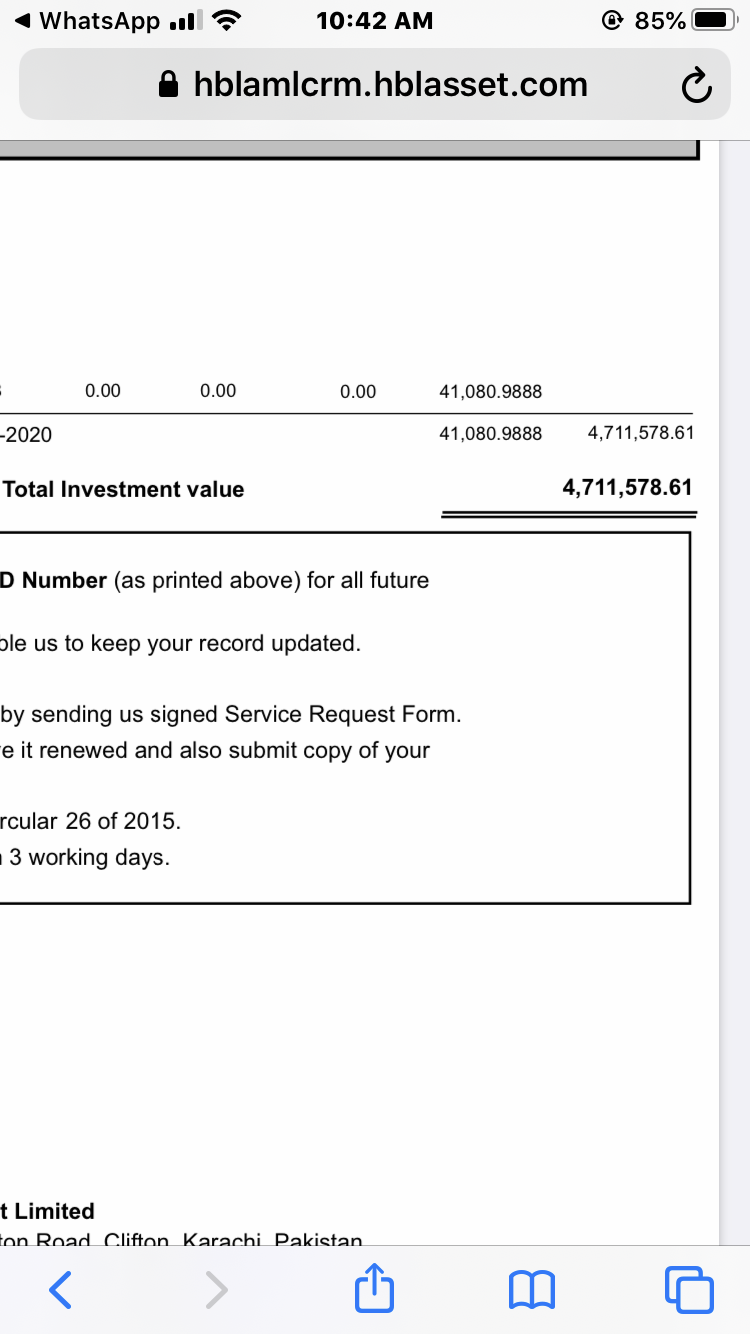 WhatsApp 10:42 AM 85%
hblamlcrm.hblasset.com
0.00 0.00 0.00 41,080.9888
-2020 41,080.9888 4,711,578.61
Total Investment value 4,711,578.61
D Number (as printed above) for all future
ble us to keep your record updated.
by sending us signed Service Request Form.
e it renewed and also submit copy of your
rcular 26 of 2015.
3 working days.
t Limited
ton Road, Clifton, Karachi, Pakistan